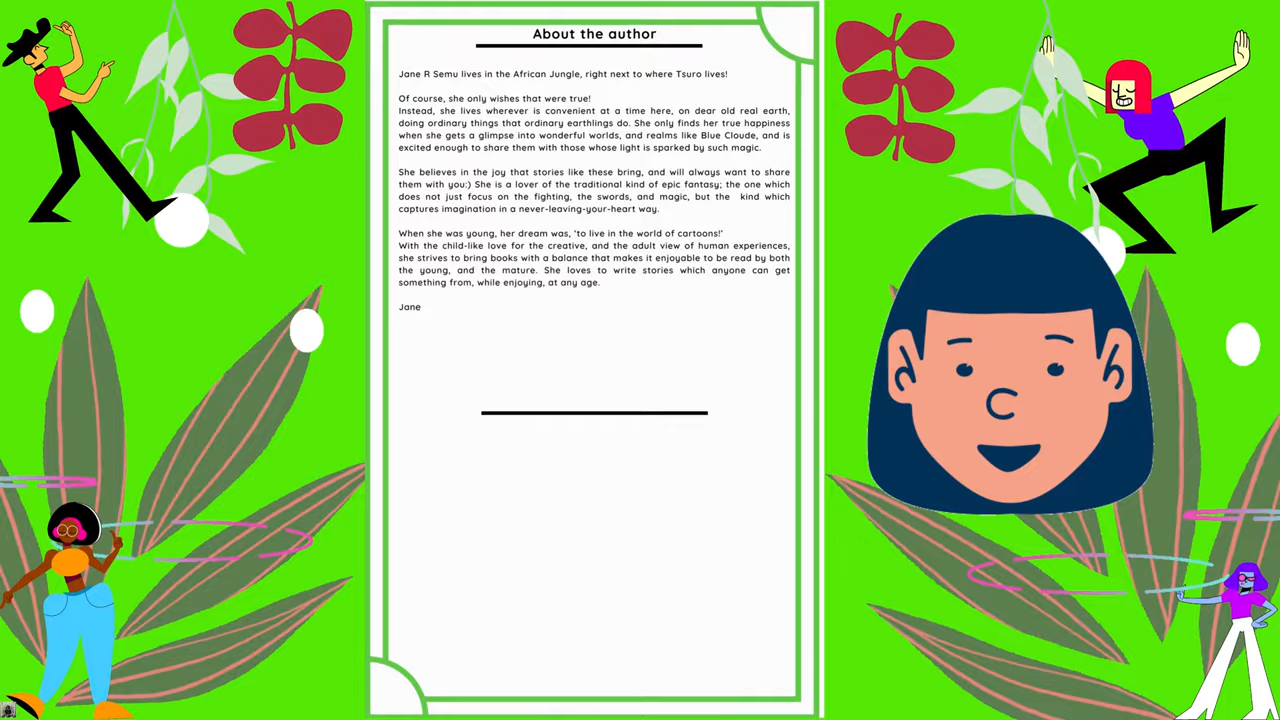 About the author
Jane R Semu lives in the African Jungle, right next to where Tsuro lives!
Of course, she only wishes that were true!
Instead, she lives wherever is convenient at a time here, on dear old real earth,
doing ordinary things that ordinary earthlings do. She only finds her true happiness
when she gets a glimpse into wonderful worlds, and realms like Blue Cloude, and is
excited enough to share them with those whose light is sparked by such magic.
She believes in the joy that stories like these bring, and will always want to share
them with you:) She is a lover of the traditional kind of epic fantasy; the one which
does not just focus on the fighting, the swords, and magic, but the kind which
captures imagination in a never-leaving-your-heart way.
When she was young, her dream was, 'to live in the world of cartoons!'
With the child-like love for the creative, and the adult view of human experiences,
she strives to bring books with a balance that makes it enjoyable to be read by both
the young, and the mature. She loves to write stories which anyone can get
something from, while enjoying, at any age.
Jane